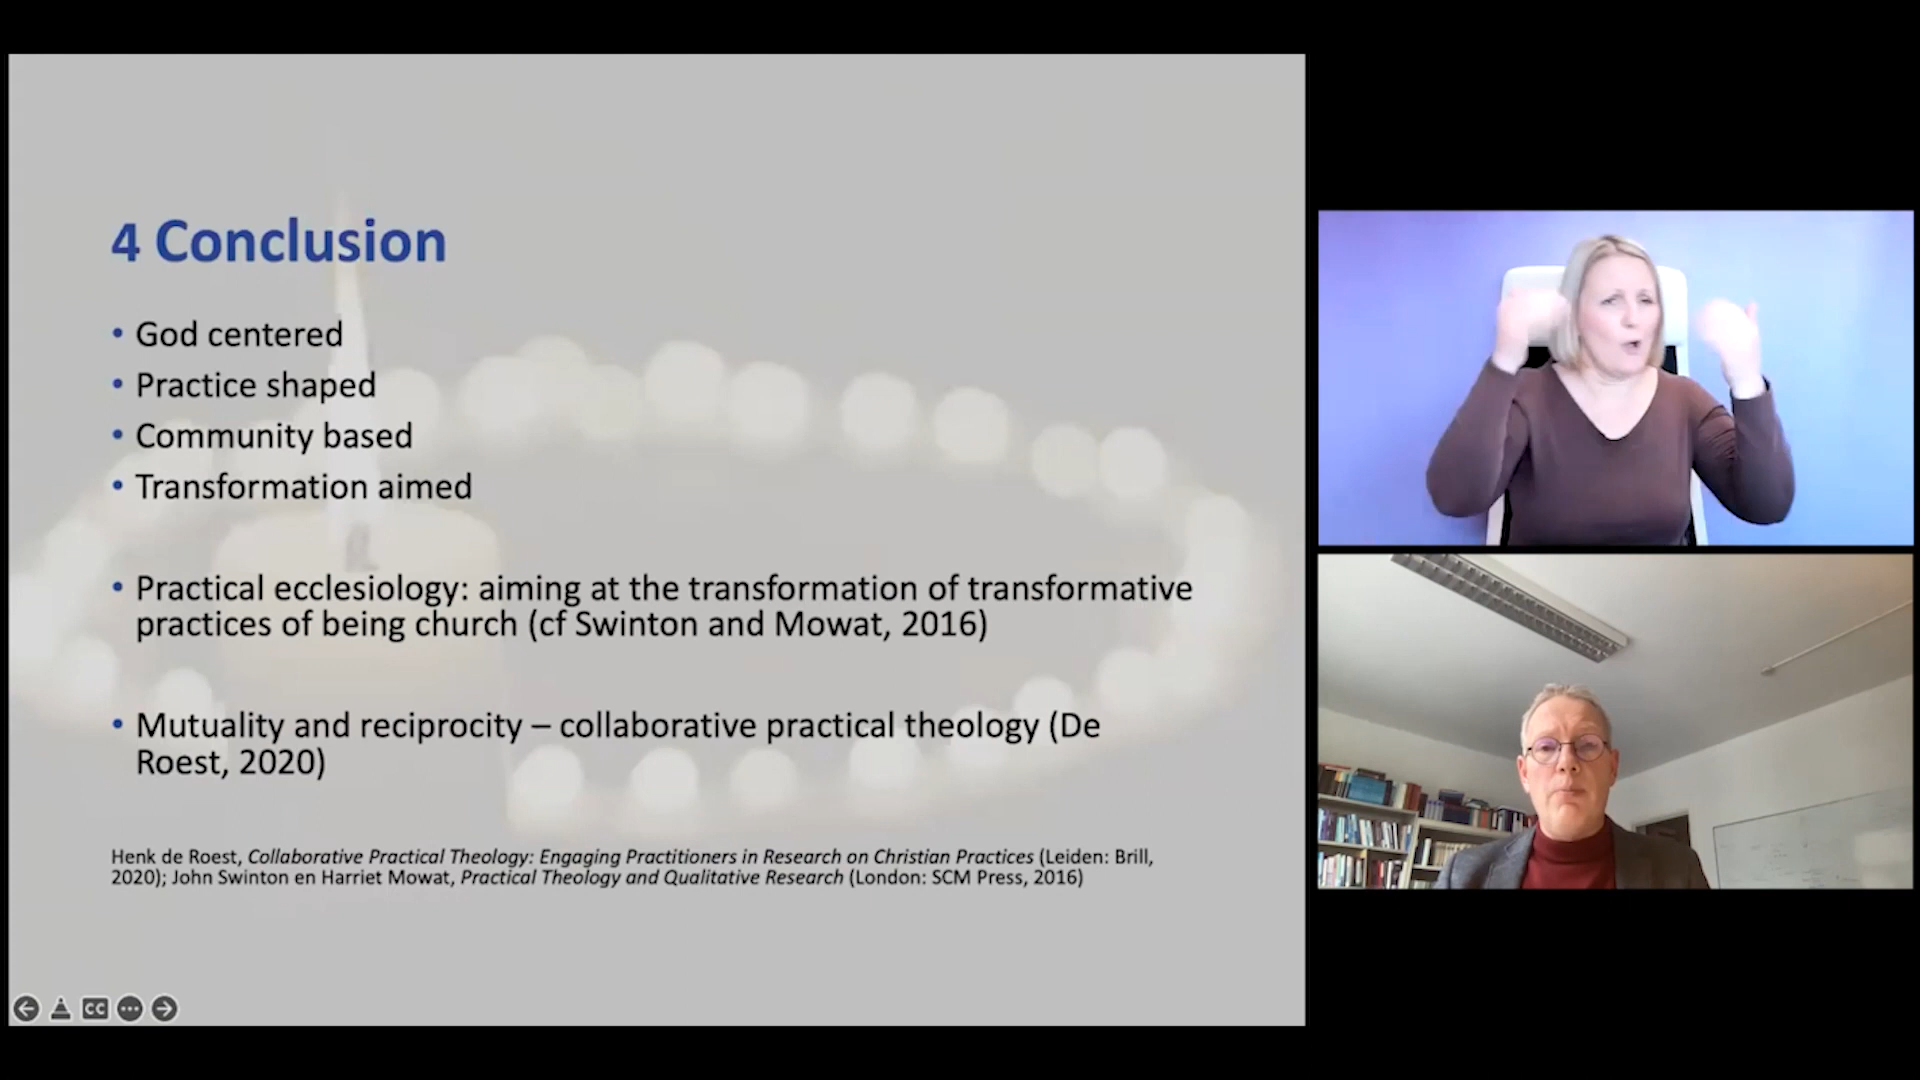 4 Conclusion
• God centered
• Practice shaped
• Community based
• Transformation aimed
• Practical ecclesiology: aiming at the transformation of transformative
practices of being church (cf Swinton and Mowat, 2016)
• Mutuality and reciprocity – collaborative practical theology (De
Roest, 2020)
Henk de Roest, Collaborative Practical Theology: Engaging Practitioners in Research on Christian Practices (Leiden: Brill,
2020); John Swinton en Harriet Mowat, Practical Theology and Qualitative Research (London: SCM Press, 2016)
CC